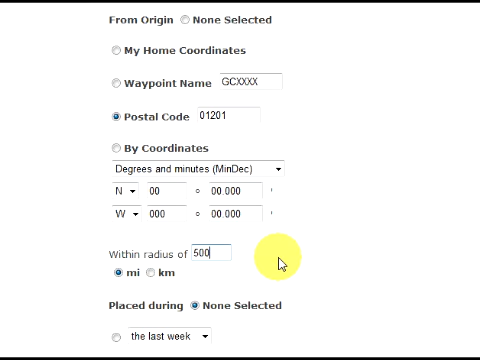 From Origin None Selected
My Home Coordinates
Waypoint Name GCXXXX
Postal Code 01201
By Coordinates
Degrees and minutes (MinDec)
N 00 o 00.000 '
W 000 o 00.000 '
Within radius of 500
mi km
Placed during None Selected
the last week